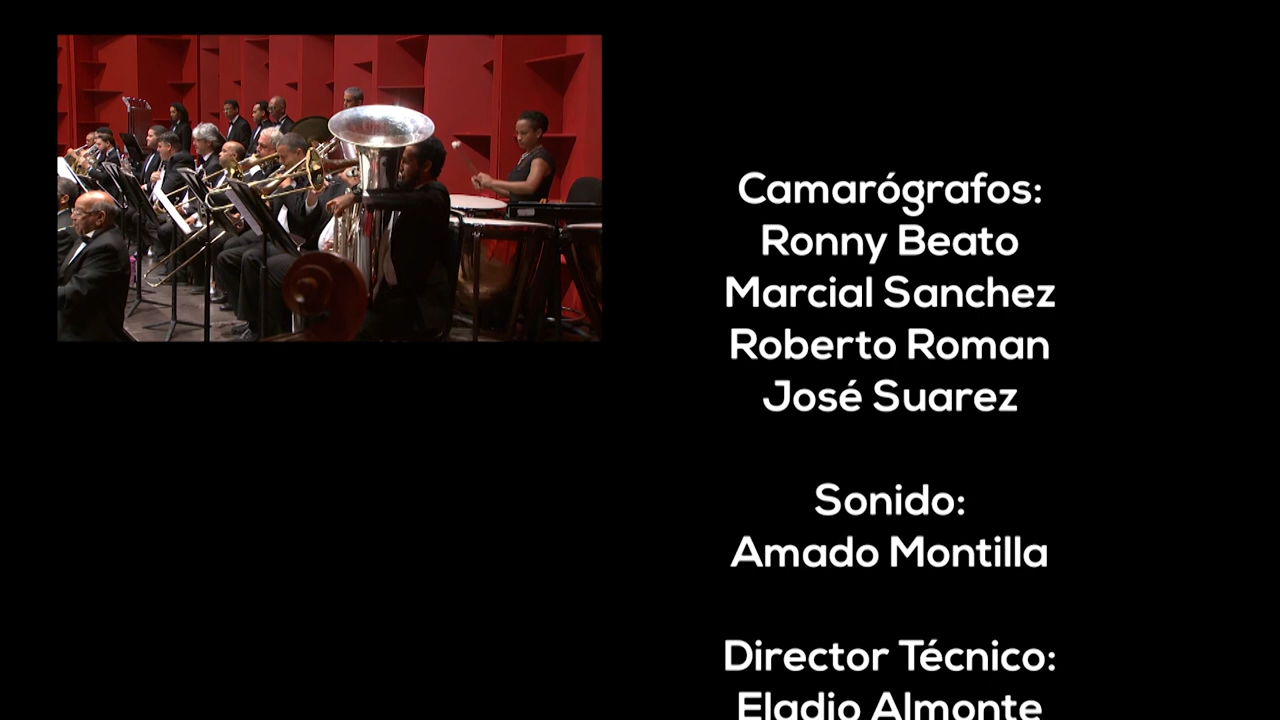 Camarógrafos:
Ronny Beato
Marcial Sanchez
Roberto Roman
José Suarez
Sonido:
Amado Montilla
Director Técnico:
Eladio Almonte